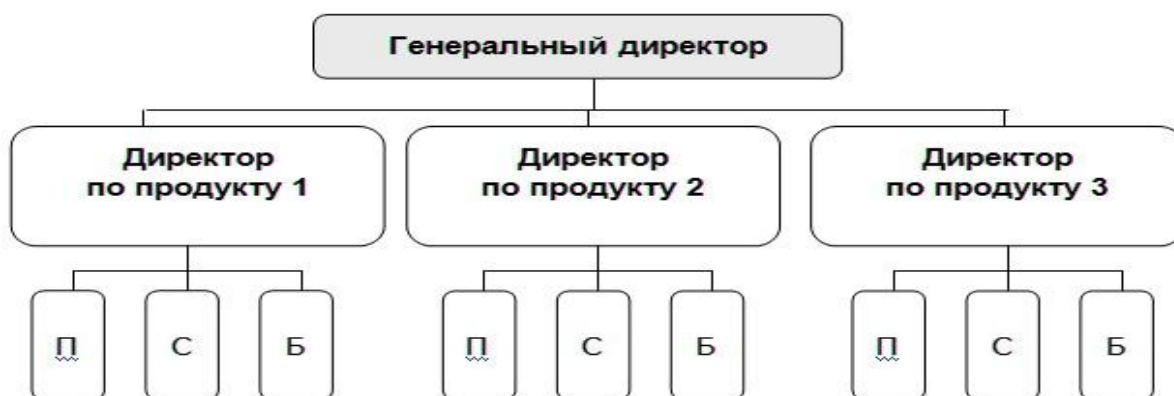 Генеральный директор
Директор
по продукту 1
Директор
по продукту 2
Директор
по продукту 3
П
С
Б
П
С
Б
П
С
Б